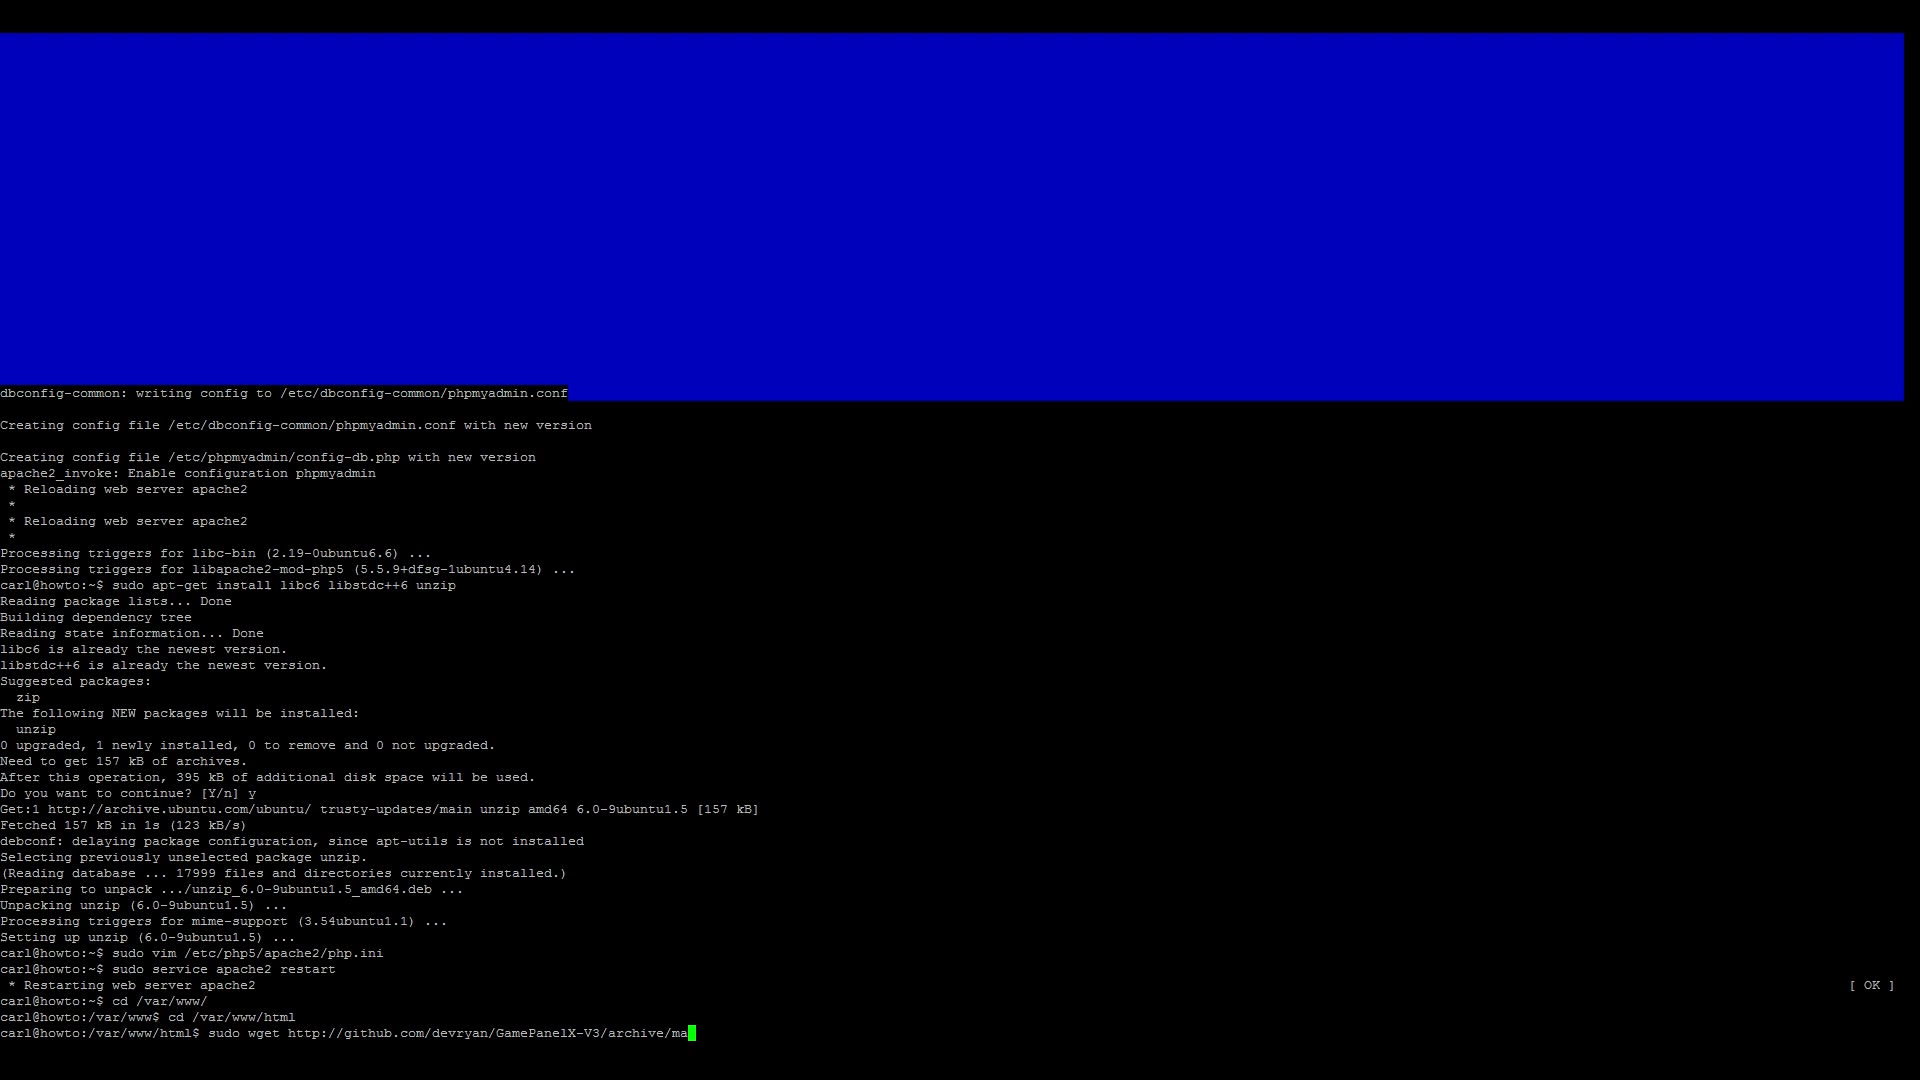 dbconfig-common: writing config to /etc/dbconfig-common/phpmyadmin.conf
Creating config file /etc/dbconfig-common/phpmyadmin.conf with new version
Creating config file /etc/phpmyadmin/config-db.php with new version
apache2_invoke: Enable configuration phpmyadmin
 * Reloading web server apache2
 *
 * Reloading web server apache2
 *
Processing triggers for libc-bin (2.19-0ubuntu6.6) ...
Processing triggers for libapache2-mod-php5 (5.5.9+dfsg-1ubuntu4.14) ...
carl@howto:~$ sudo apt-get install libc6 libstdc++6 unzip
Reading package lists... Done
Building dependency tree
Reading state information... Done
libc6 is already the newest version.
libstdc++6 is already the newest version.
Suggested packages:
  zip
The following NEW packages will be installed:
  unzip
0 upgraded, 1 newly installed, 0 to remove and 0 not upgraded.
Need to get 157 kB of archives.
After this operation, 395 kB of additional disk space will be used.
Do you want to continue? [Y/n] y
Get:1 http://archive.ubuntu.com/ubuntu/ trusty-updates/main unzip amd64 6.0-9ubuntu1.5 [157 kB]
Fetched 157 kB in 1s (123 kB/s)
debconf: delaying package configuration, since apt-utils is not installed
Selecting previously unselected package unzip.
(Reading database ... 17999 files and directories currently installed.)
Preparing to unpack .../unzip_6.0-9ubuntu1.5_amd64.deb ...
Unpacking unzip (6.0-9ubuntu1.5) ...
Processing triggers for mime-support (3.54ubuntu1.1) ...
Setting up unzip (6.0-9ubuntu1.5) ...
carl@howto:~$ sudo vim /etc/php5/apache2/php.ini
carl@howto:~$ sudo service apache2 restart
 * Restarting web server apache2 [ OK ]
carl@howto:~$ cd /var/www/
carl@howto:/var/www$ cd /var/www/html
carl@howto:/var/www/html$ sudo wget http://github.com/devryan/GamePanelX-V3/archive/ma